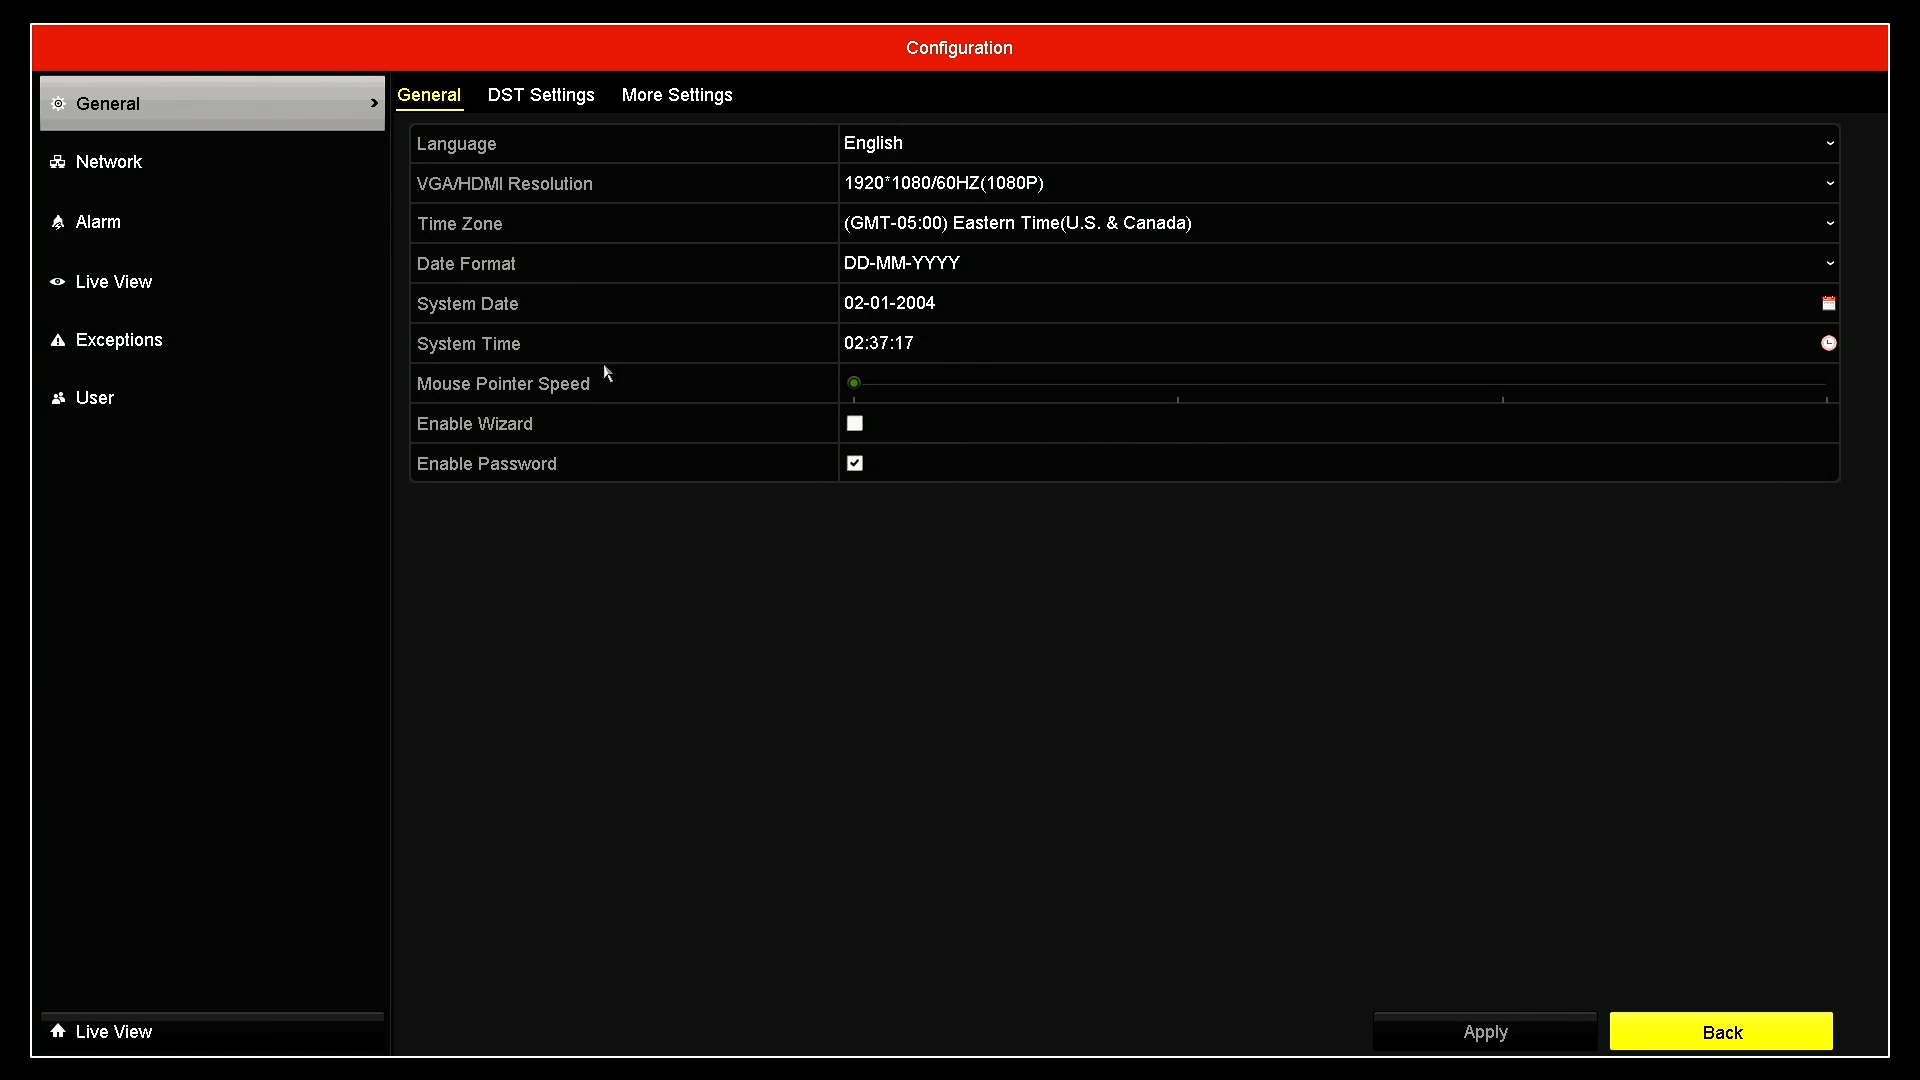 Configuration
General
Network
Alarm
Live View
Exceptions
User
Live View
General DST Settings More Settings
Language English
VGA/HDMI Resolution 1920*1080/60HZ(1080P)
Time Zone (GMT-05:00) Eastern Time(U.S. & Canada)
Date Format DD-MM-YYYY
System Date 02-01-2004
System Time 02:37:17
Mouse Pointer Speed
Enable Wizard
Enable Password
Apply Back